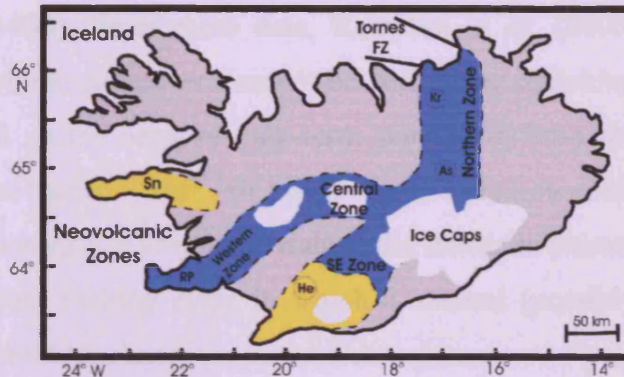 Iceland
Tornes
FZ
66°
N
Kr
Northern Zone
65°
Sn
As
Central
Zone
Neovolcanic
Zones
Western
Zone
Ice Caps
64°
RP
SE Zone
He
50 km
24° W
22°
20°
18°
16°
14°